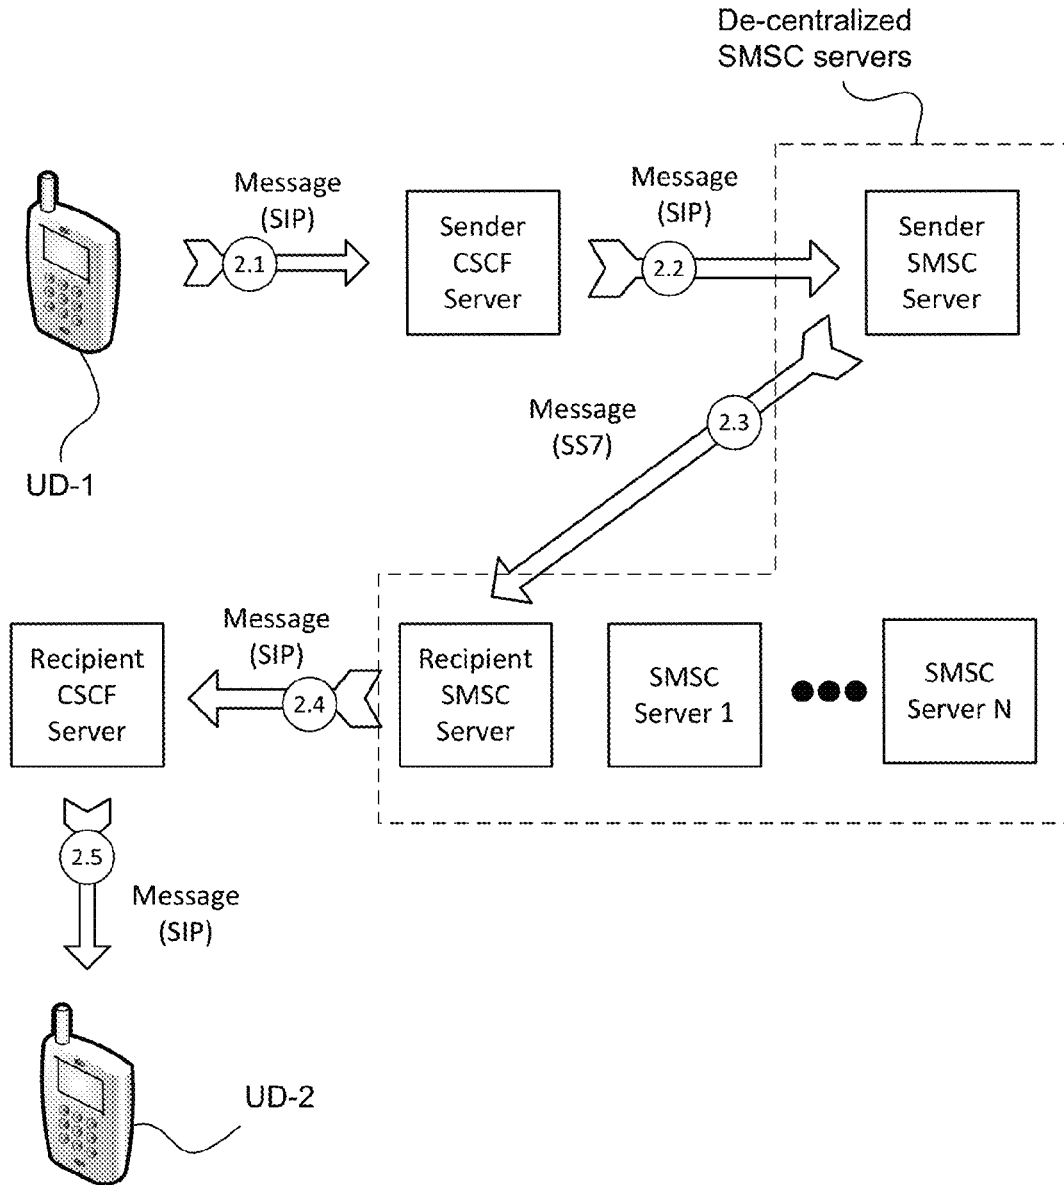 De-centralized
SMSC servers
Message
(SIP)
2.1
Sender
CSCF
Server
Message
(SIP)
2.2
Sender
SMSC
Server
UD-1
Message
(SS7)
2.3
Recipient
CSCF
Server
Message
(SIP)
2.4
Recipient
SMSC
Server
SMSC
Server 1
SMSC
Server N
2.5
Message
(SIP)
UD-2